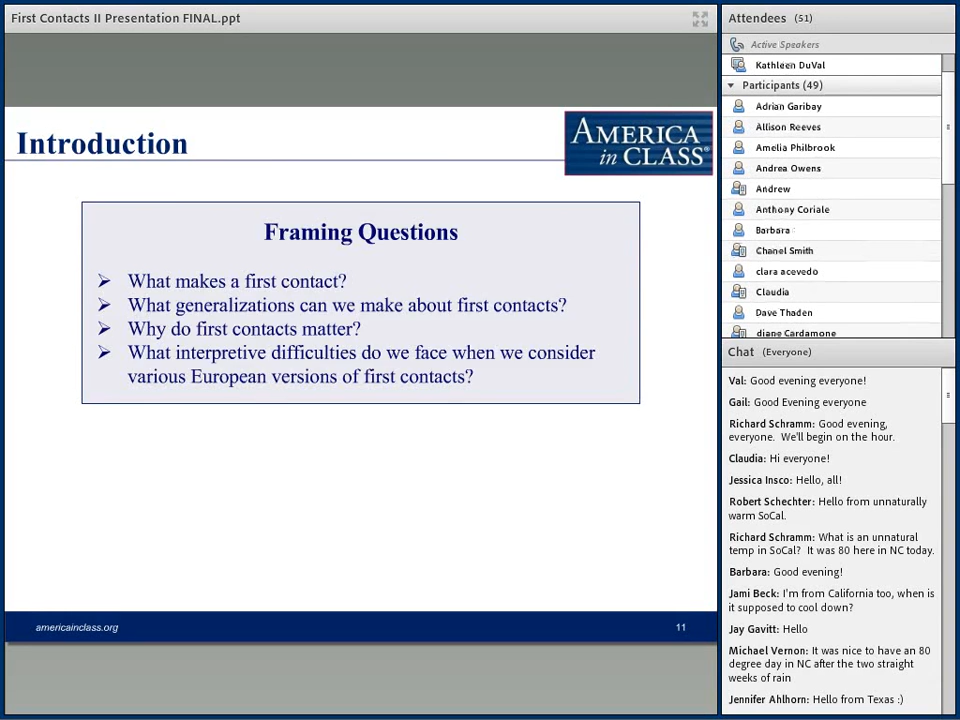 First Contacts II Presentation FINAL.ppt
Introduction
AMERICA
in CLASS®
Framing Questions
What makes a first contact?
What generalizations can we make about first contacts?
Why do first contacts matter?
What interpretive difficulties do we face when we consider
various European versions of first contacts?
americainclass.org
11
Attendees (51)
Active Speakers
Kathleen DuVal
Participants (49)
Adrian Garibay
Allison Reeves
Amelia Philbrook
Andrea Owens
Andrew
Anthony Coriale
Barbara
Chanel Smith
clara acevedo
Claudia
Dave Thaden
diane Cardamone
Chat (Everyone)
Val: Good evening everyone!
Gail: Good Evening everyone
Richard Schramm: Good evening,
everyone. We'll begin on the hour.
Claudia: Hi everyone!
Jessica Insco: Hello, all!
Robert Schechter: Hello from unnaturally
warm SoCal.
Richard Schramm: What is an unnatural
temp in SoCal? It was 80 here in NC today.
Barbara: Good evening!
Jami Beck: I'm from California too, when is
it supposed to cool down?
Jay Gavitt: Hello
Michael Vernon: It was nice to have an 80
degree day in NC after the two straight
weeks of rain
Jennifer Ahlhorn: Hello from Texas :)